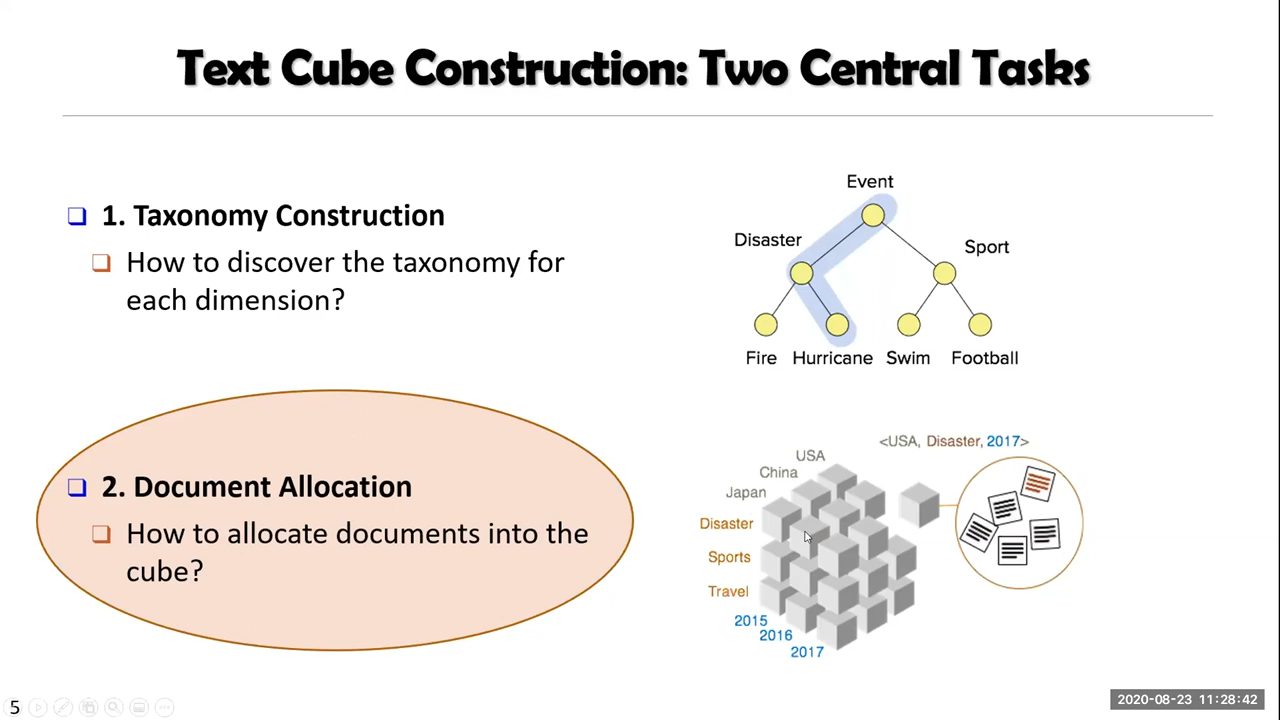 Text Cube Construction: Two Central Tasks
1. Taxonomy Construction
How to discover the taxonomy for
each dimension?
Event
Disaster
Sport
Fire Hurricane Swim Football
2. Document Allocation
How to allocate documents into the
cube?
<USA, Disaster, 2017>
USA
China
Japan
Disaster
Sports
Travel
2015
2016
2017
5
2020-08-23 11:28:42